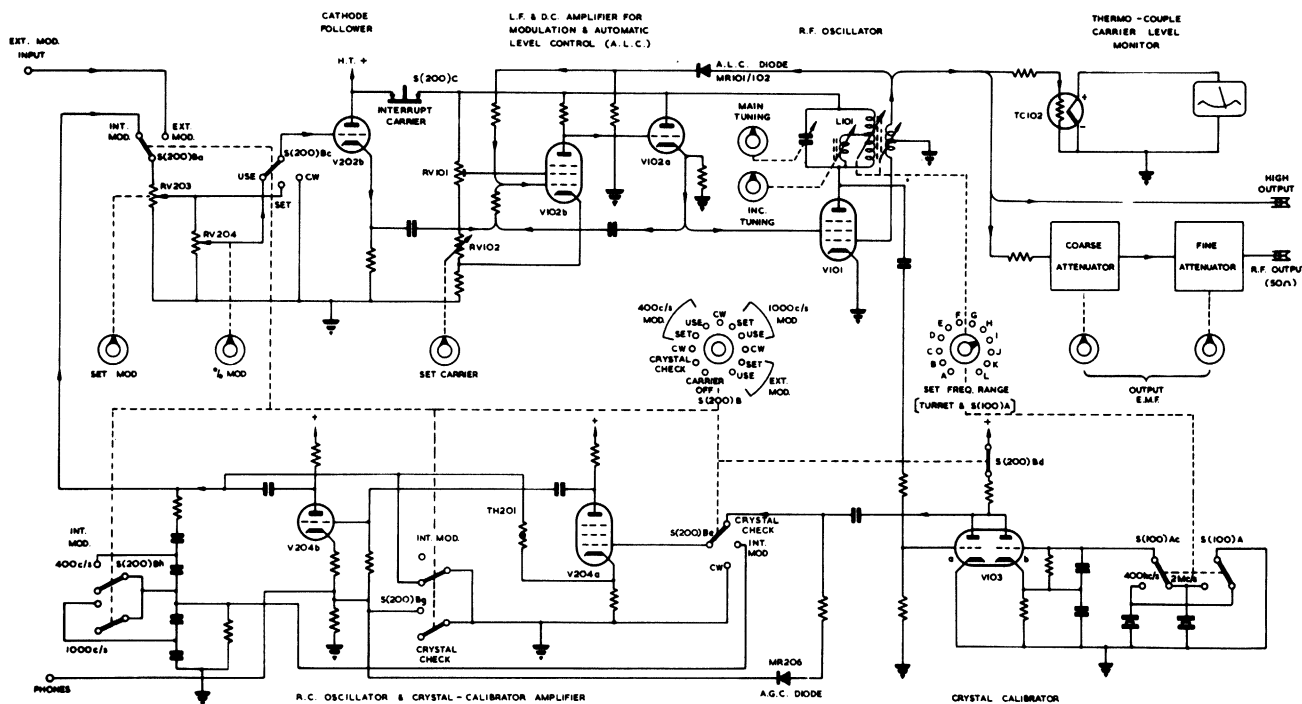 CATHODE
FOLLOWER
L.F. & D.C. AMPLIFIER FOR
MODULATION & AUTOMATIC
LEVEL CONTROL (A.L.C.)
R.F. OSCILLATOR
THERMO-COUPLE
CARRIER LEVEL
MONITOR
EXT. MOD.
INPUT
H.T. +
S(200)C
INTERRUPT
CARRIER
A.L.C. DIODE
MR101/102
MAIN
TUNING
L101
TC102
+
-
INT.
MOD.
EXT.
MOD.
S(200)Ba
S(200)Bc
V202b
RV101
V102a
V102b
INC.
TUNING
USE
CW
SET
RV203
RV204
RV102
V101
HIGH
OUTPUT
COARSE
ATTENUATOR
FINE
ATTENUATOR
R.F. OUTPUT
(50Ω)
400c/s
MOD.
1000c/s
MOD
CW
USE
SET
SET
USE
CW
CW
CRYSTAL
CHECK
SET
USE
EXT.
MOD.
CARRIER
OFF
S(200)B
SET MOD
% MOD
SET CARRIER
A
B
C
D
E
F
G
H
I
J
K
L
SET FREQ. RANGE
[TURRET & S(100)A]
OUTPUT
E.M.F.
+
+
+
S(200)Bd
TH201
V204b
V204a
S(200)Be
CRYSTAL
CHECK
INT.
MOD
CW
INT. MOD.
S(200)Bg
CRYSTAL
CHECK
INT.
MOD.
400c/s
S(200)Bh
1000c/s
a
b
V103
S(100)Ac
S(100)A
400kc/s
2Mc/s
MR206
A.G.C. DIODE
PHONES
R.C. OSCILLATOR & CRYSTAL-CALIBRATOR AMPLIFIER
CRYSTAL CALIBRATOR